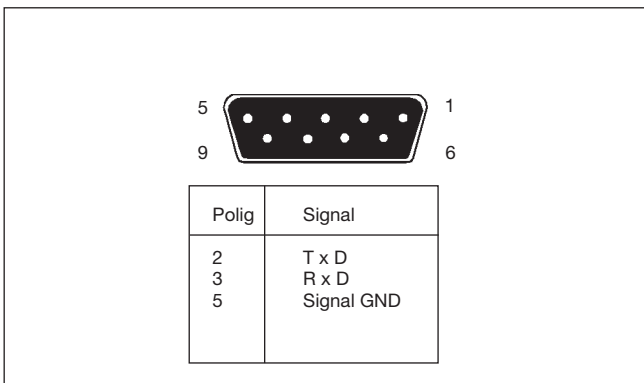 5 1
9 6
Polig Signal
2 T x D
3 R x D
5 Signal GND